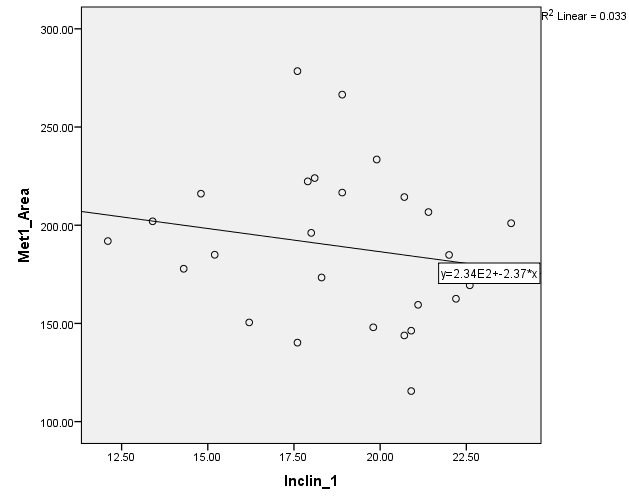 R2 Linear = 0.033
300.00
250.00
200.00
150.00
100.00
Met1_Area
y=2.34E2+-2.37*x
12.50 15.00 17.50 20.00 22.50
Inclin_1